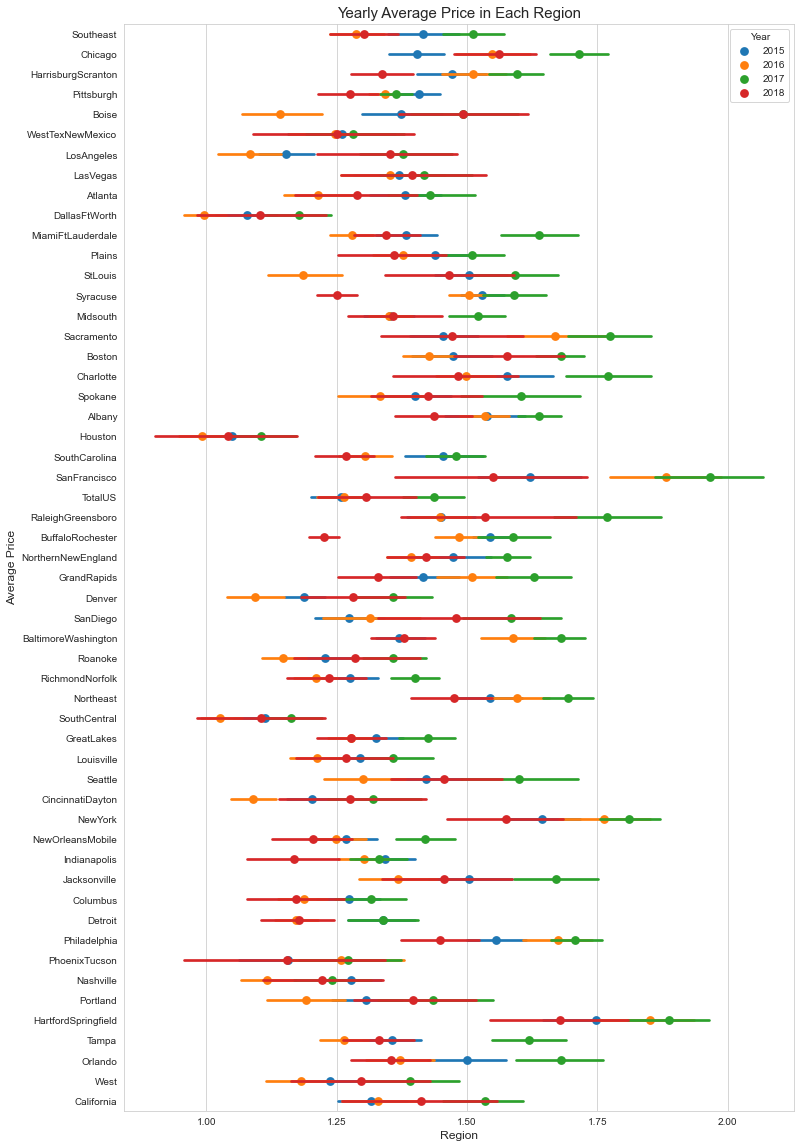 Yearly Average Price in Each Region
Year
2015
2016
2017
2018
Average Price
Southeast
Chicago
HarrisburgScranton
Pittsburgh
Boise
WestTexNewMexico
LosAngeles
LasVegas
Atlanta
DallasFtWorth
MiamiFtLauderdale
Plains
StLouis
Syracuse
Midsouth
Sacramento
Boston
Charlotte
Spokane
Albany
Houston
SouthCarolina
SanFrancisco
TotalUS
RaleighGreensboro
BuffaloRochester
NorthernNewEngland
GrandRapids
Denver
SanDiego
BaltimoreWashington
Roanoke
RichmondNorfolk
Northeast
SouthCentral
GreatLakes
Louisville
Seattle
CincinnatiDayton
NewYork
NewOrleansMobile
Indianapolis
Jacksonville
Columbus
Detroit
Philadelphia
PhoenixTucson
Nashville
Portland
HartfordSpringfield
Tampa
Orlando
West
California
1.00 1.25 1.50 1.75 2.00
Region